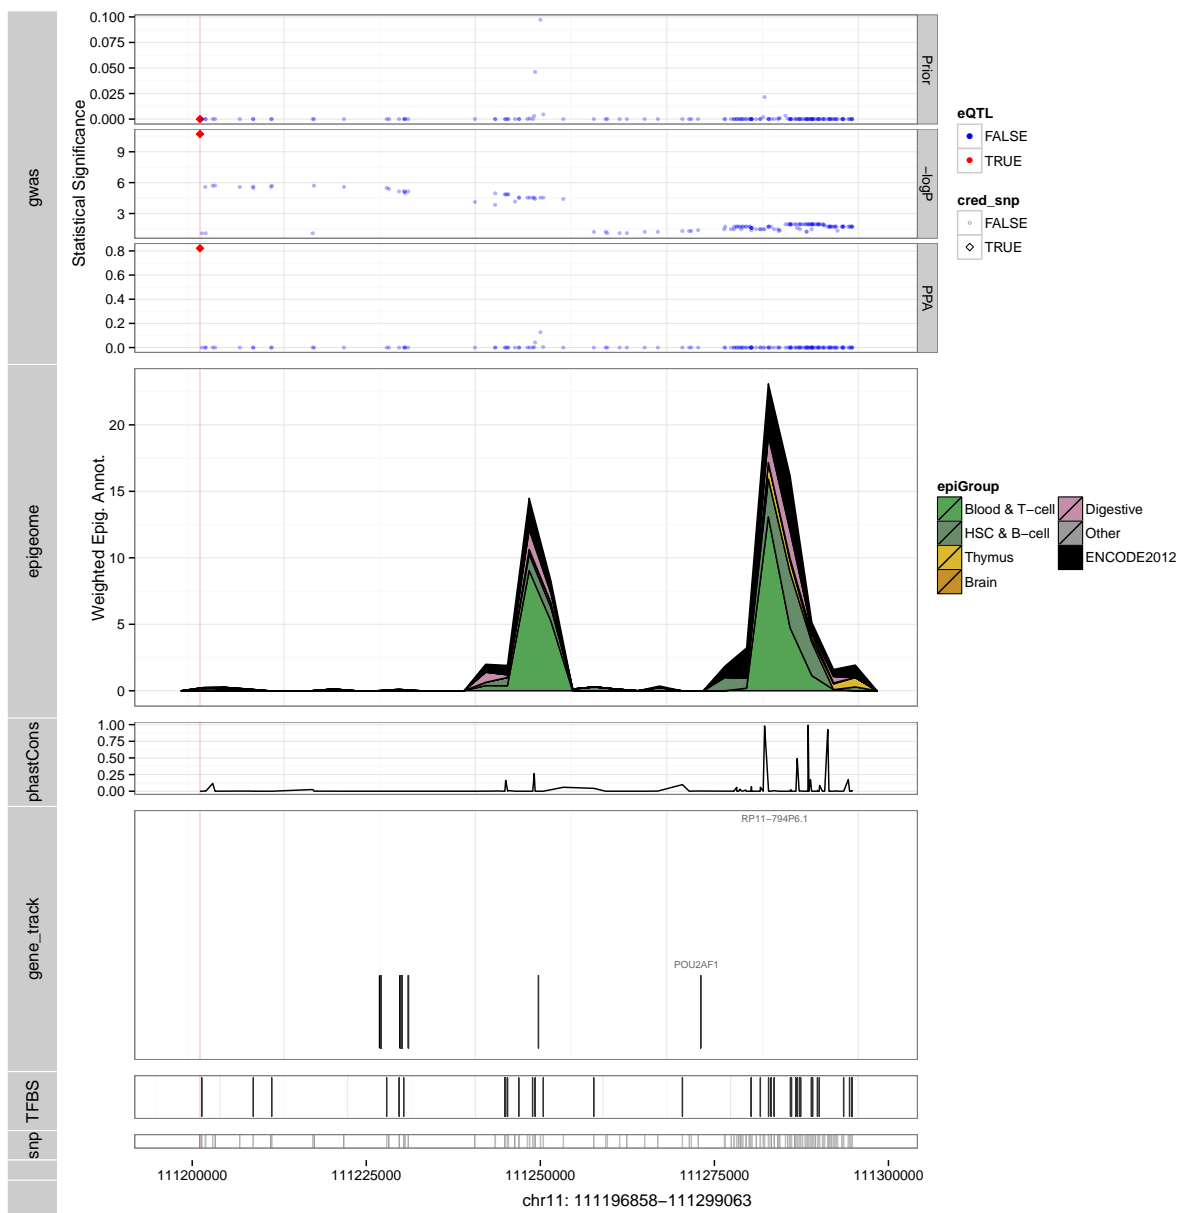 gwas
Statistical Significance
0.100
0.075
0.050
0.025
0.000
Prior
9
6
3
−logP
0.8
0.6
0.4
0.2
0.0
PPA
eQTL
FALSE
TRUE
cred_snp
FALSE
TRUE
epigeome
Weighted Epig. Annot.
20
15
10
5
0
epiGroup
Blood & T−cell
HSC & B−cell
Thymus
Brain
Digestive
Other
ENCODE2012
phastCons
1.00
0.75
0.50
0.25
0.00
gene_track
RP11−794P6.1
POU2AF1
TFBS
snp
111200000
111225000
111250000
111275000
111300000
chr11: 111196858−111299063